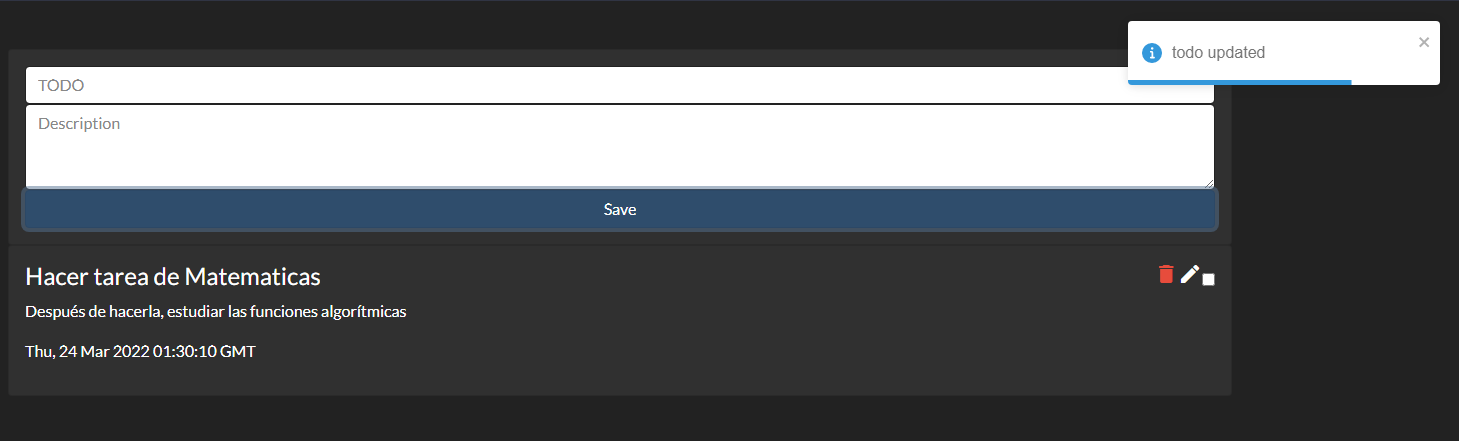 todo updated
TODO
Description
Save
Hacer tarea de Matematicas
Después de hacerla, estudiar las funciones algorítmicas
Thu, 24 Mar 2022 01:30:10 GMT